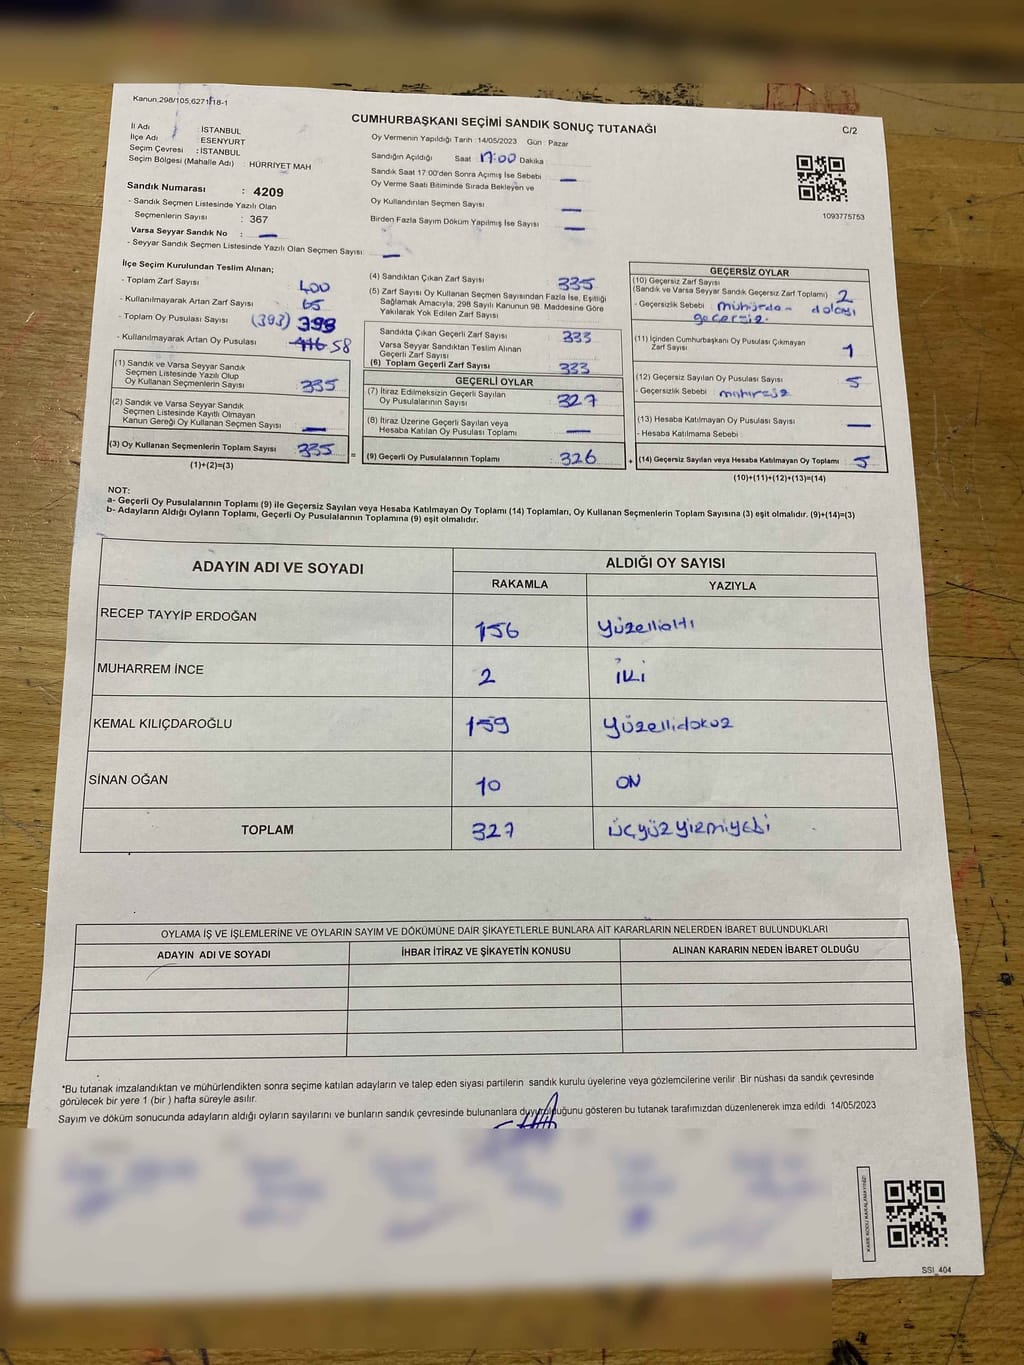 Kanun:298/105,6271/18-1
CUMHURBAŞKANI SEÇİMİ SANDIK SONUÇ TUTANAĞI
C/2
İl Adı : İSTANBUL
İlçe Adı : ESENYURT
Seçim Çevresi : İSTANBUL
Seçim Bölgesi (Mahalle Adı) : HÜRRİYET MAH
Sandık Numarası : 4209
- Sandık Seçmen Listesinde Yazılı Olan
Seçmenlerin Sayısı : 367
Varsa Seyyar Sandık No : —
- Seyyar Sandık Seçmen Listesinde Yazılı Olan Seçmen Sayısı: —
Oy Vermenin Yapıldığı Tarih :14/05/2023 Gün : Pazar
Sandığın Açıldığı Saat 17:00 Dakika
Sandık Saat 17:00'den Sonra Açımış İse Sebebi —
Oy Verme Saati Bitiminde Sırada Bekleyen ve
Oy Kullandırılan Seçmen Sayısı —
Birden Fazla Sayım Döküm Yapılmış İse Sayısı —
1093775753
İlçe Seçim Kurulundan Teslim Alınan;
- Toplam Zarf Sayısı 400
- Kullanılmayarak Artan Zarf Sayısı 65
- Toplam Oy Pusulası Sayısı (393) 393
- Kullanılmayarak Artan Oy Pusulası 58
(1) Sandık ve Varsa Seyyar Sandık
Seçmen Listesinde Yazılı Olup
Oy Kullanan Seçmenlerin Sayısı : 335
(2) Sandık ve Varsa Seyyar Sandık
Seçmen Listesinde Kayıtlı Olmayan
Kanun Gereği Oy Kullanan Seçmen Sayısı : —
(3) Oy Kullanan Seçmenlerin Toplam Sayısı : 335
(1)+(2)=(3)
(4) Sandıktan Çıkan Zarf Sayısı 335
(5) Zarf Sayısı Oy Kullanan Seçmen Sayısından Fazla İse, Eşitliği
Sağlamak Amacıyla, 298 Sayılı Kanunun 98. Maddesine Göre
Yakılarak Yok Edilen Zarf Sayısı
Sandıkta Çıkan Geçerli Zarf Sayısı 333
Varsa Seyyar Sandıktan Teslim Alınan
Geçerli Zarf Sayısı
(6) Toplam Geçerli Zarf Sayısı : 333
GEÇERLİ OYLAR
(7) İtiraz Edilmeksizin Geçerli Sayılan
Oy Pusulalarının Sayısı : 327
(8) İtiraz Üzerine Geçerli Sayılan veya
Hesaba Katılan Oy Pusulası Toplamı : —
= (9) Geçerli Oy Pusulalarının Toplamı : 326
GEÇERSİZ OYLAR
(10) Geçersiz Zarf Sayısı
(Sandık ve Varsa Seyyar Sandık Geçersiz Zarf Toplamı) 2
- Geçersizlik Sebebi mühürden dolayı
geçersiz.
(11) İçinden Cumhurbaşkanı Oy Pusulası Çıkmayan
Zarf Sayısı 1
(12) Geçersiz Sayılan Oy Pusulası Sayısı : 5
- Geçersizlik Sebebi mühürsüz
(13) Hesaba Katılmayan Oy Pusulası Sayısı : —
- Hesaba Katılmama Sebebi
+ (14) Geçersiz Sayılan veya Hesaba Katılmayan Oy Toplamı : 5
(10)+(11)+(12)+(13)=(14)
NOT:
a- Geçerli Oy Pusulalarının Toplamı (9) ile Geçersiz Sayılan veya Hesaba Katılmayan Oy Toplamı (14) Toplamları, Oy Kullanan Seçmenlerin Toplam Sayısına (3) eşit olmalıdır. (9)+(14)=(3)
b- Adayların Aldığı Oyların Toplamı, Geçerli Oy Pusulalarının Toplamına (9) eşit olmalıdır.
ADAYIN ADI VE SOYADI
ALDIĞI OY SAYISI
RAKAMLA YAZIYLA
RECEP TAYYİP ERDOĞAN 156 Yüzellialtı
MUHARREM İNCE 2 İki
KEMAL KILIÇDAROĞLU 159 Yüzellidokuz
SİNAN OĞAN 10 ON
TOPLAM 327 üçyüzyirmiyedi
OYLAMA İŞ VE İŞLEMLERİNE VE OYLARIN SAYIM VE DÖKÜMÜNE DAİR ŞİKAYETLERLE BUNLARA AİT KARARLARIN NELERDEN İBARET BULUNDUKLARI
ADAYIN ADI VE SOYADI İHBAR İTİRAZ VE ŞİKAYETİN KONUSU ALINAN KARARIN NEDEN İBARET OLDUĞU
*Bu tutanak imzalandıktan ve mühürlendikten sonra seçime katılan adayların ve talep eden siyasi partilerin sandık kurulu üyelerine veya gözlemcilerine verilir Bir nüshası da sandık çevresinde
görülecek bir yere 1 (bir ) hafta süreyle asılır.
Sayım ve döküm sonucunda adayların aldığı oyların sayılarını ve bunların sandık çevresinde bulunanlara duyurulduğunu gösteren bu tutanak tarafımızdan düzenlenerek imza edildi 14/05/2023
KARE KODU KARALAMAYINIZ!
SSI_404